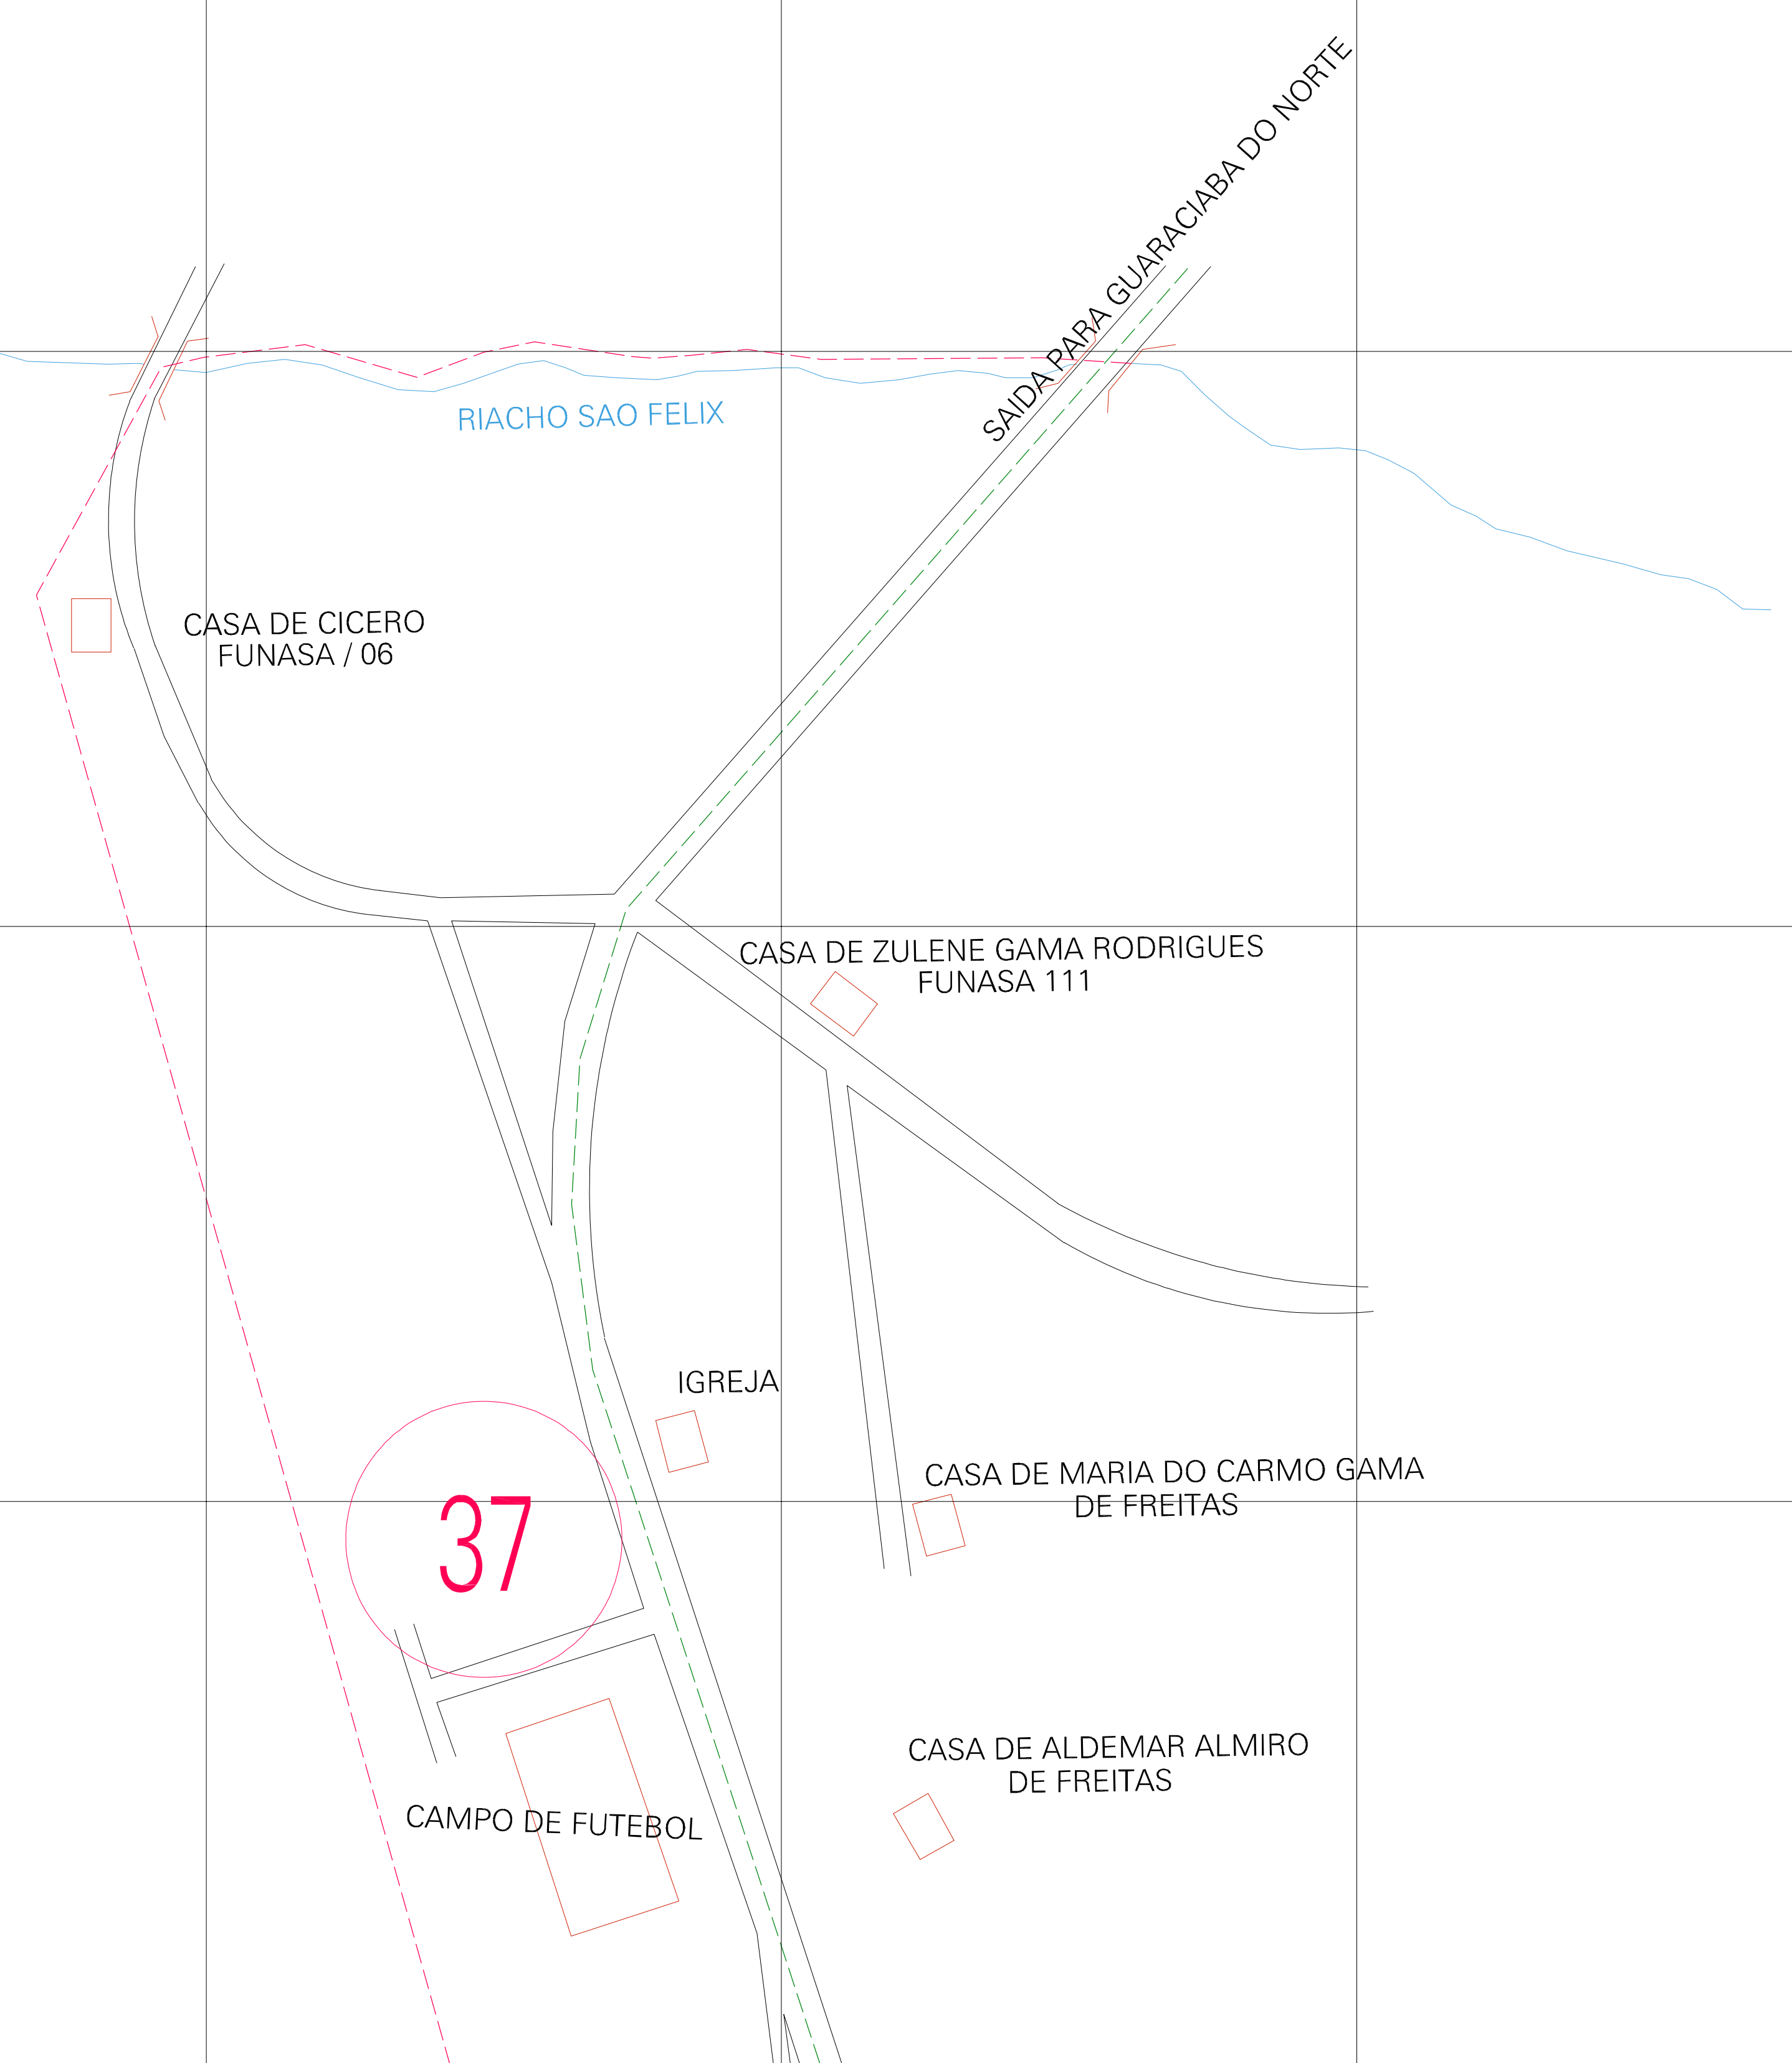 SAIDA PARA GUARACIABA DO NORTE
RIACHO SAO FELIX
CASA DE CICERO
FUNASA / 06
CASA DE ZULENE GAMA RODRIGUES
FUNASA 111
IGREJA
CASA DE MARIA DO CARMO GAMA
DE FREITAS
37
CASA DE ALDEMAR ALMIRO
DE FREITAS
CAMPO DE FUTEBOL